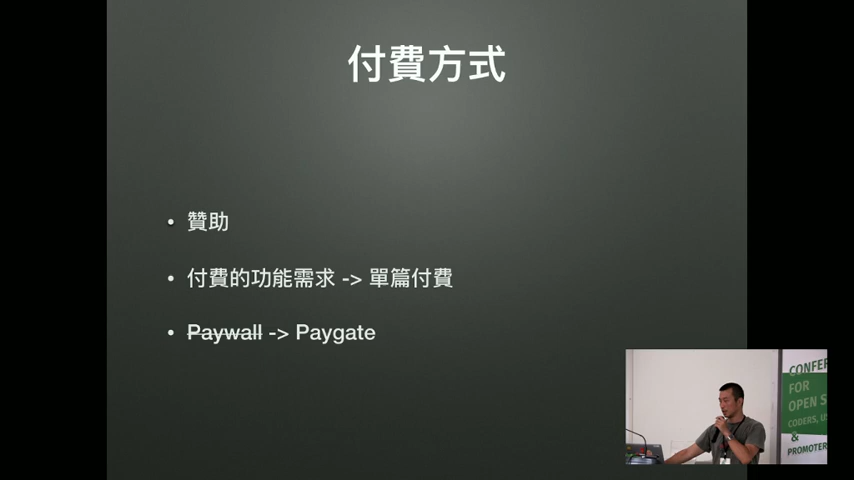 付費方式
• 贊助
• 付費的功能需求 -> 單篇付費
• Paywall -> Paygate
CONFER
FOR
OPEN S
CODERS, U
&
PROMOTER